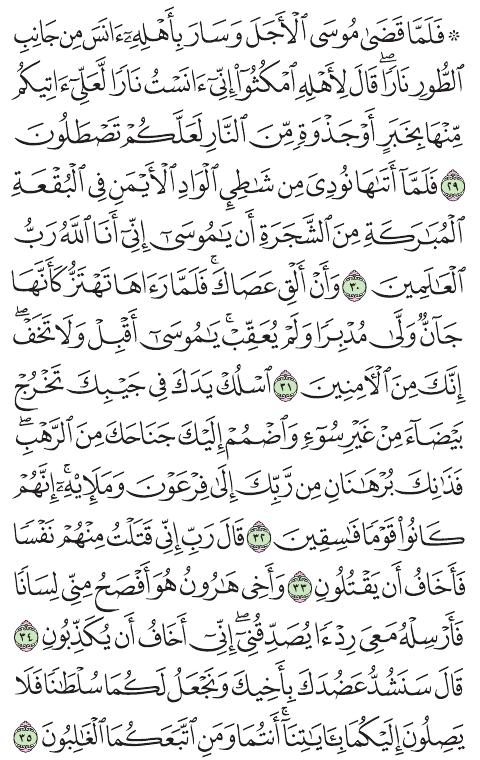 ۞ فَلَمَّا قَضَىٰ مُوسَى ٱلْأَجَلَ وَسَارَ بِأَهْلِهِۦٓ ءَانَسَ مِن جَانِبِ
ٱلطُّورِ نَارًاۖ قَالَ لِأَهْلِهِ ٱمْكُثُوٓا۟ إِنِّىٓ ءَانَسْتُ نَارًا لَّعَلِّىٓ ءَاتِيكُم
مِّنْهَا بِخَبَرٍ أَوْ جَذْوَةٍ مِّنَ ٱلنَّارِ لَعَلَّكُمْ تَصْطَلُونَ
۝٢٩ فَلَمَّآ أَتَىٰهَا نُودِىَ مِن شَٰطِئِ ٱلْوَادِ ٱلْأَيْمَنِ فِى ٱلْبُقْعَةِ
ٱلْمُبَٰرَكَةِ مِنَ ٱلشَّجَرَةِ أَن يَٰمُوسَىٰٓ إِنِّىٓ أَنَا ٱللَّهُ رَبُّ
ٱلْعَٰلَمِينَ ۝٣٠ وَأَنْ أَلْقِ عَصَاكَۚ فَلَمَّا رَءَاهَا تَهْتَزُّ كَأَنَّهَا
جَآنٌّ وَلَّىٰ مُدْبِرًا وَلَمْ يُعَقِّبْۚ يَٰمُوسَىٰٓ أَقْبِلْ وَلَا تَخَفْۖ
إِنَّكَ مِنَ ٱلْءَامِنِينَ ۝٣١ ٱسْلُكْ يَدَكَ فِى جَيْبِكَ تَخْرُجْ
بَيْضَآءَ مِنْ غَيْرِ سُوٓءٍ وَٱضْمُمْ إِلَيْكَ جَنَاحَكَ مِنَ ٱلرَّهْبِۖ
فَذَٰنِكَ بُرْهَٰنَانِ مِن رَّبِّكَ إِلَىٰ فِرْعَوْنَ وَمَلَإِي۟هِۦٓۚ إِنَّهُمْ
كَانُوا۟ قَوْمًا فَٰسِقِينَ ۝٣٢ قَالَ رَبِّ إِنِّى قَتَلْتُ مِنْهُمْ نَفْسًا
فَأَخَافُ أَن يَقْتُلُونِ ۝٣٣ وَأَخِى هَٰرُونُ هُوَ أَفْصَحُ مِنِّى لِسَانًا
فَأَرْسِلْهُ مَعِىَ رِدْءًا يُصَدِّقُنِىٓۖ إِنِّىٓ أَخَافُ أَن يُكَذِّبُونِ ۝٣٤
قَالَ سَنَشُدُّ عَضُدَكَ بِأَخِيكَ وَنَجْعَلُ لَكُمَا سُلْطَٰنًا فَلَا
يَصِلُونَ إِلَيْكُمَا بِـَٔايَٰتِنَآۚ أَنتُمَا وَمَنِ ٱتَّبَعَكُمَا ٱلْغَٰلِبُونَ ۝٣٥